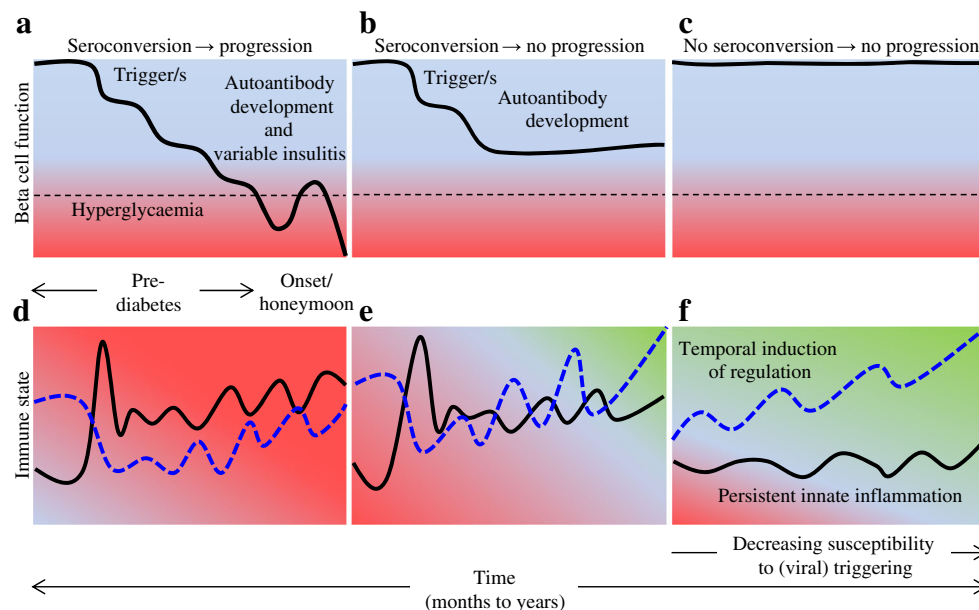 a
b
c
Seroconversion → progression
Seroconversion → no progression
No seroconversion → no progression
Beta cell function
Trigger/s
Autoantibody
development
and
variable insulitis
Hyperglycaemia
Trigger/s
Autoantibody
development
Pre-
diabetes
Onset/
honeymoon
d
e
f
Immune state
Temporal induction
of regulation
Persistent innate inflammation
Decreasing susceptibility
to (viral) triggering
Time
(months to years)